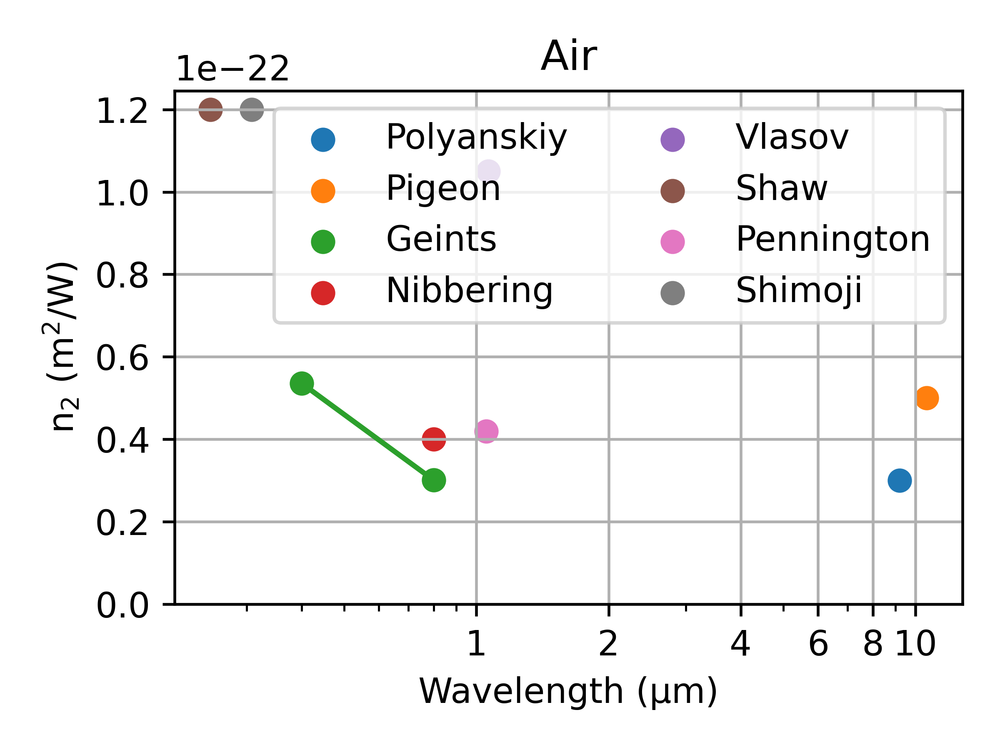 Air
1e−22
1.2
1.0
0.8
0.6
0.4
0.2
0.0
n₂ (m²/W)
Polyanskiy
Pigeon
Geints
Nibbering
Vlasov
Shaw
Pennington
Shimoji
1 2 4 6 8 10
Wavelength (µm)